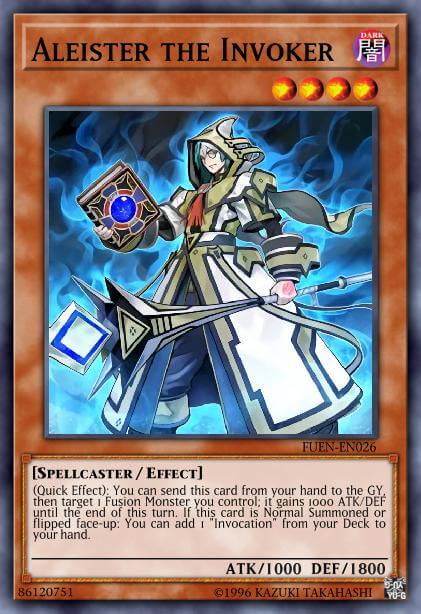 Aleister the Invoker
DARK
闇
FUEN-EN026
[Spellcaster / Effect]
(Quick Effect): You can send this card from your hand to the GY,
then target 1 Fusion Monster you control; it gains 1000 ATK/DEF
until the end of this turn. If this card is Normal Summoned or
flipped face-up: You can add 1 "Invocation" from your Deck to
your hand.
ATK/1000 DEF/1800
86120751
©1996 KAZUKI TAKAHASHI